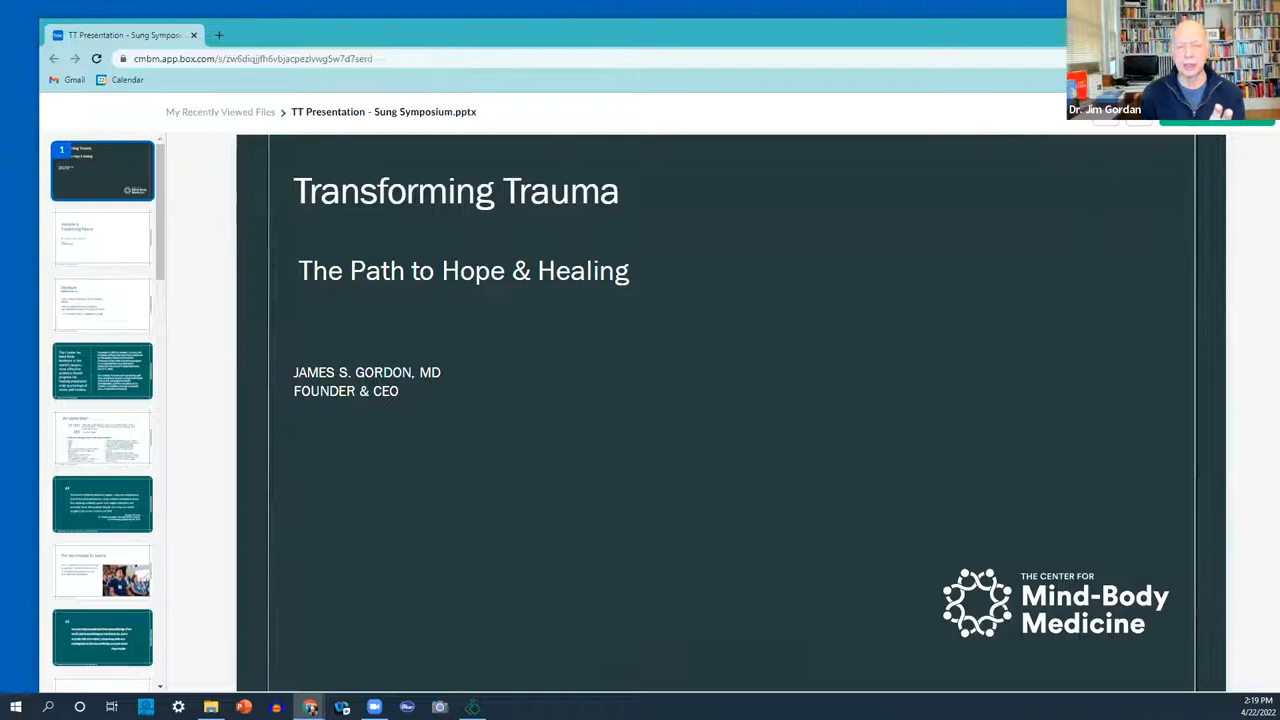 TT Presentation - Sung Symposi
cmbm.app.box.com/s/zw6diqjjfh6vbjacpezlvwg5w7d7serd
Gmail
Calendar
My Recently Viewed Files > TT Presentation - Sung Symposium.pptx
Dr. Jim Gordan
1
Transforming Trauma
The Path to Hope & Healing
JAMES S. GORDON, MD
FOUNDER & CEO
THE CENTER FOR
Mind-Body
Medicine
2:19 PM
4/22/2022